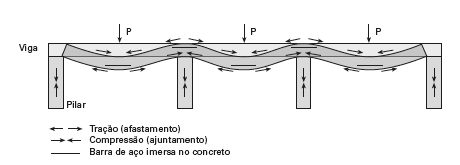 P P P
Viga
Pilar
Tração (afastamento)
Compressão (ajuntamento)
Barra de aço imersa no concreto